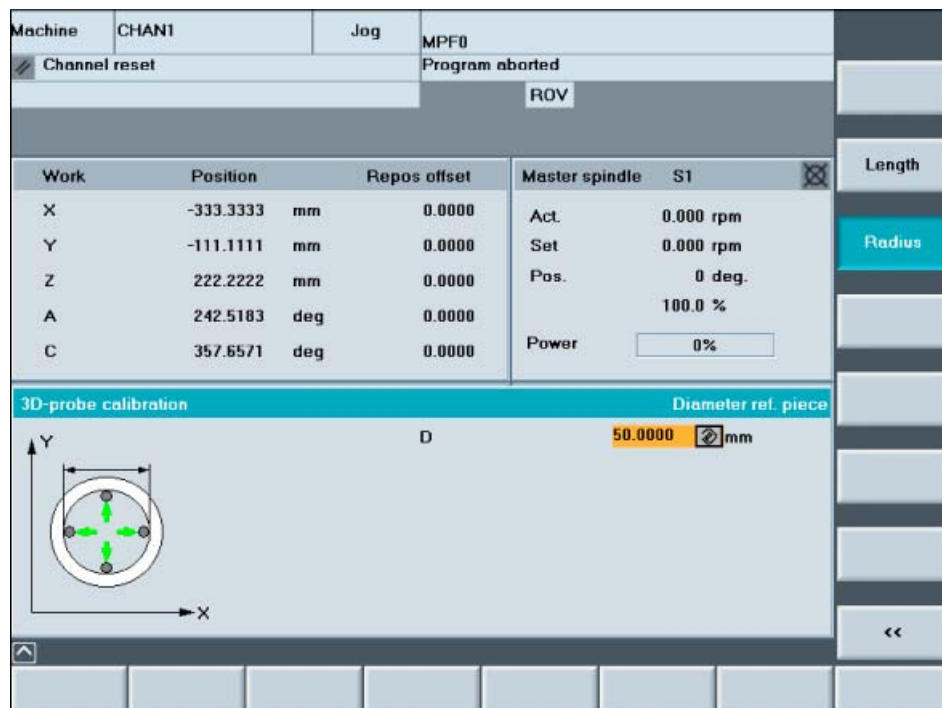 Machine CHAN1 Jog MPF0
Channel reset Program aborted
ROV
Work Position Repos offset
X -333.3333 mm 0.0000
Y -111.1111 mm 0.0000
Z 222.2222 mm 0.0000
A 242.5183 deg 0.0000
C 357.6571 deg 0.0000
Master spindle S1
Act. 0.000 rpm
Set 0.000 rpm
Pos. 0 deg.
100.0 %
Power 0%
3D-probe calibration Diameter ref. piece
D 50.0000 mm
Y
X
Length
Radius
<<